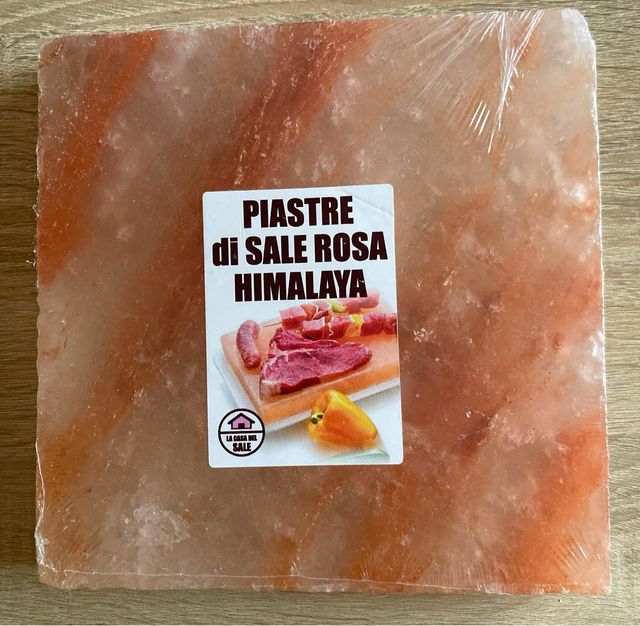 PIASTRE
di SALE ROSA
HIMALAYA
LA CASA DEL
SALE